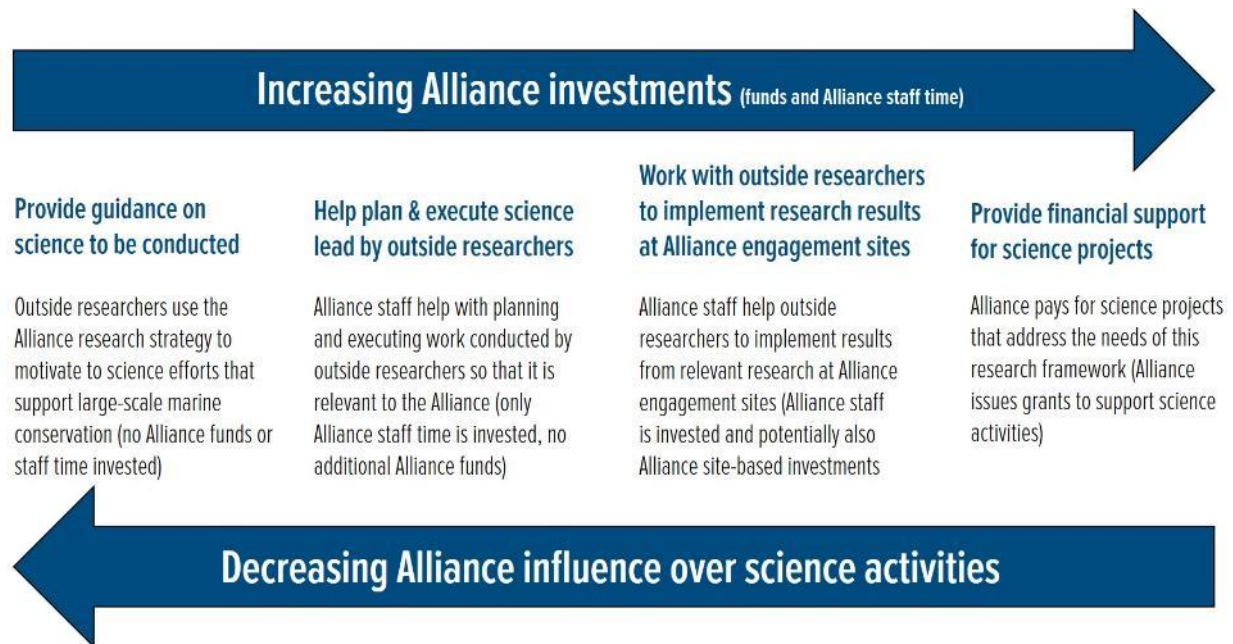 Increasing Alliance investments (funds and Alliance staff time)
Provide guidance on
science to be conducted
Outside researchers use the
Alliance research strategy to
motivate to science efforts that
support large-scale marine
conservation (no Alliance funds or
staff time invested)
Help plan & execute science
lead by outside researchers
Alliance staff help with planning
and executing work conducted by
outside researchers so that it is
relevant to the Alliance (only
Alliance staff time is invested, no
additional Alliance funds)
Work with outside researchers
to implement research results
at Alliance engagement sites
Alliance staff help outside
researchers to implement results
from relevant research at Alliance
engagement sites (Alliance staff
is invested and potentially also
Alliance site-based investments
Provide financial support
for science projects
Alliance pays for science projects
that address the needs of this
research framework (Alliance
issues grants to support science
activities)
Decreasing Alliance influence over science activities